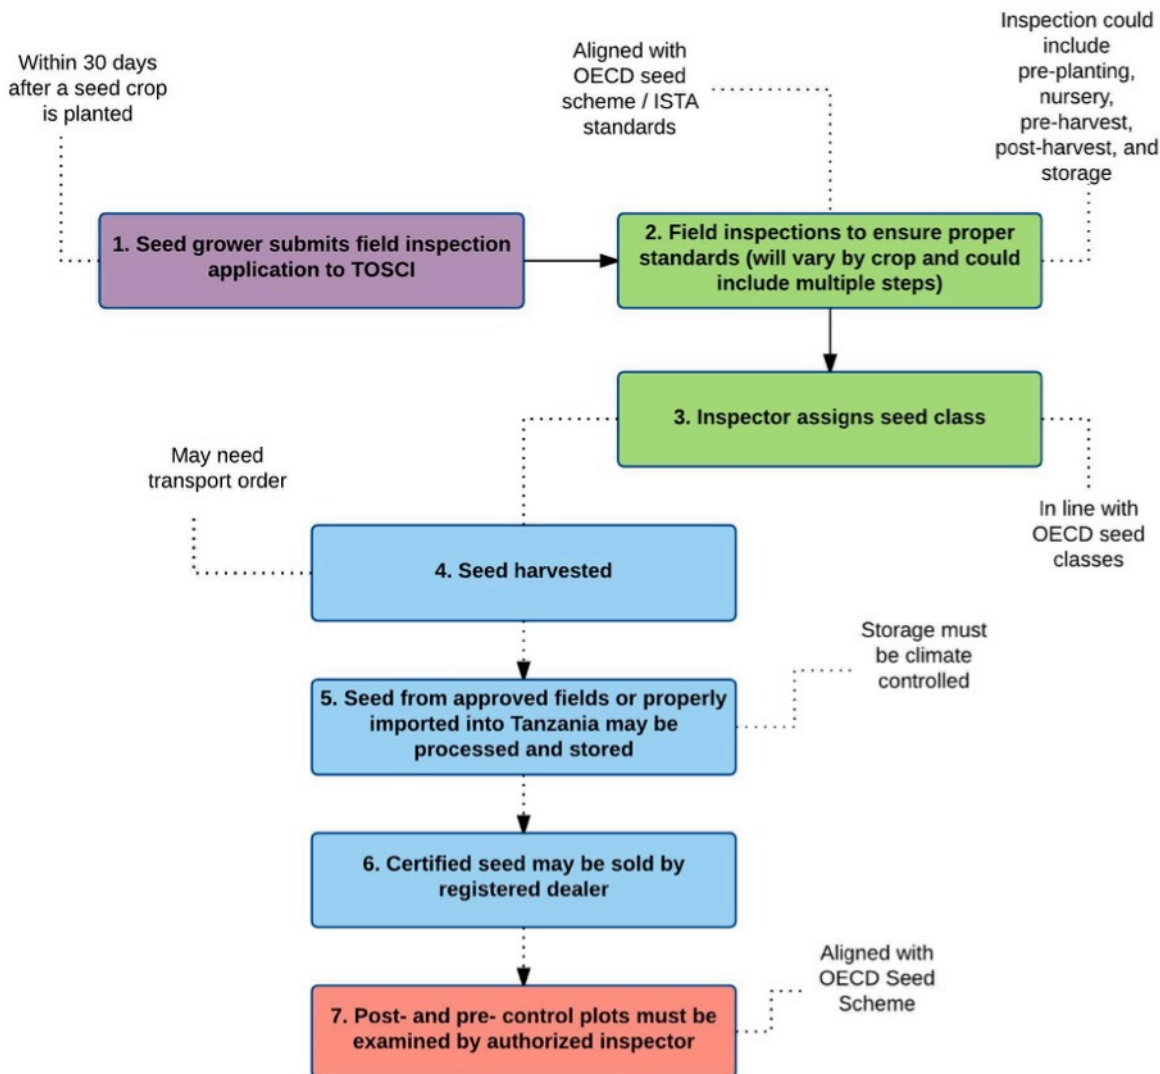 Within 30 days
after a seed crop
is planted
Aligned with
OECD seed
scheme / ISTA
standards
Inspection could
include
pre-planting,
nursery,
pre-harvest,
post-harvest, and
storage
1. Seed grower submits field inspection
application to TOSCI
2. Field inspections to ensure proper
standards (will vary by crop and could
include multiple steps)
3. Inspector assigns seed class
In line with
OECD seed
classes
May need
transport order
4. Seed harvested
5. Seed from approved fields or properly
imported into Tanzania may be
processed and stored
Storage must
be climate
controlled
6. Certified seed may be sold by
registered dealer
7. Post- and pre- control plots must be
examined by authorized inspector
Aligned with
OECD Seed
Scheme